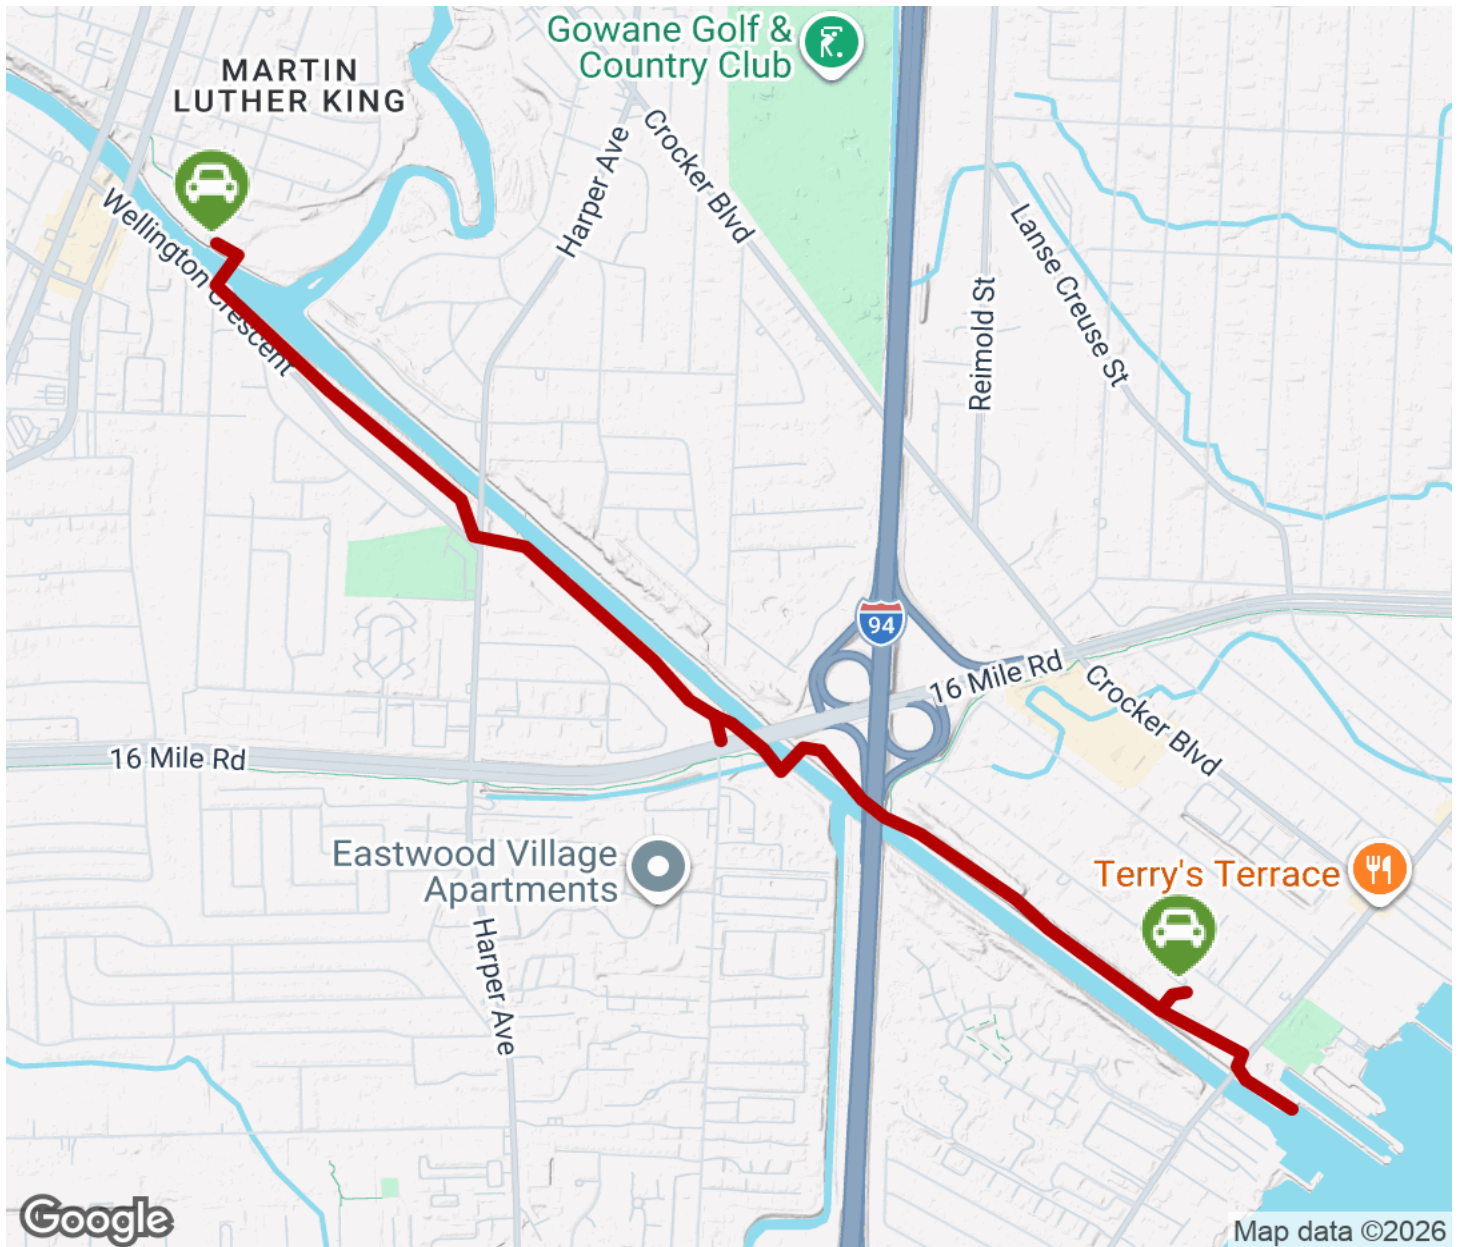 Gowane Golf &
Country Club
MARTIN
LUTHER KING
Harper Ave
Crocker Blvd
Wellington Crescent
Lanse Creuse St
Reimold St
94
16 Mile Rd
Crocker Blvd
16 Mile Rd
Eastwood Village
Apartments
Terry's Terrace
Harper Ave
Google
Map data ©2026